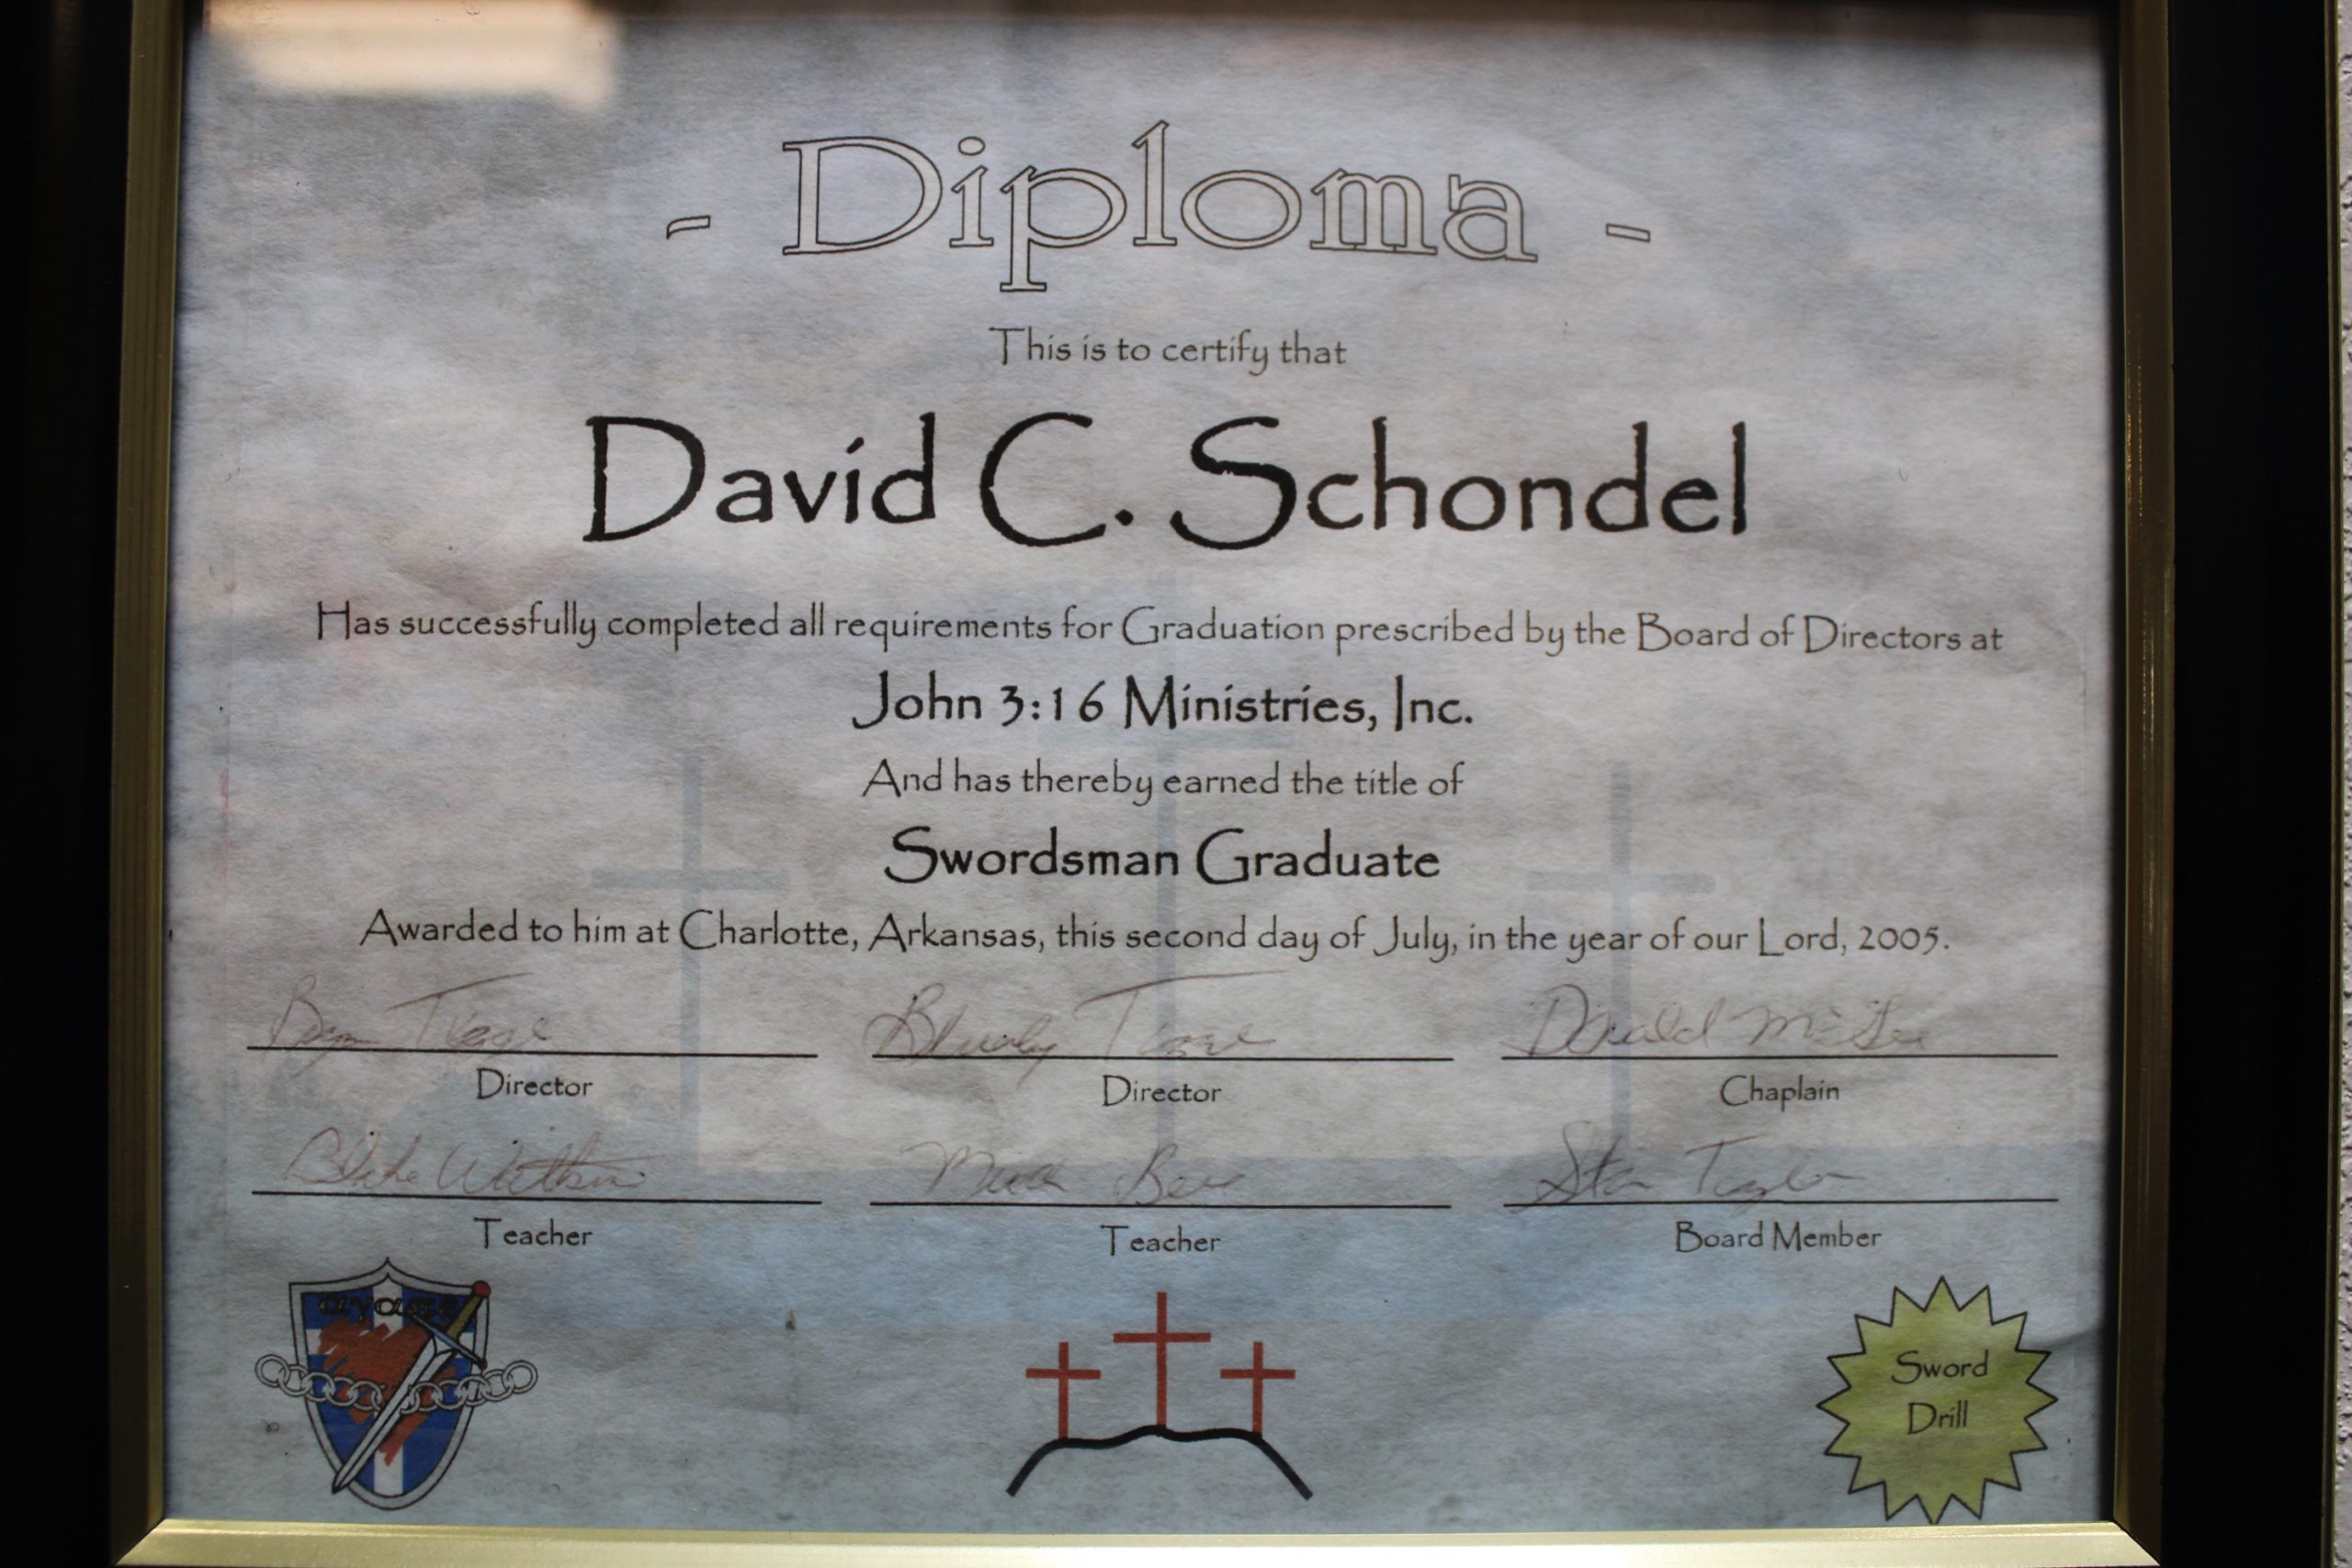 - Diploma -
This is to certify that
David C. Schondel
Has successfully completed all requirements for Graduation prescribed by the Board of Directors at
John 3:16 Ministries, Inc.
And has thereby earned the title of
Swordsman Graduate
Awarded to him at Charlotte, Arkansas, this second day of July, in the year of our Lord, 2005.
Donald McGee
Director
Director
Chaplain
Teacher
Teacher
Board Member
Sword
Drill